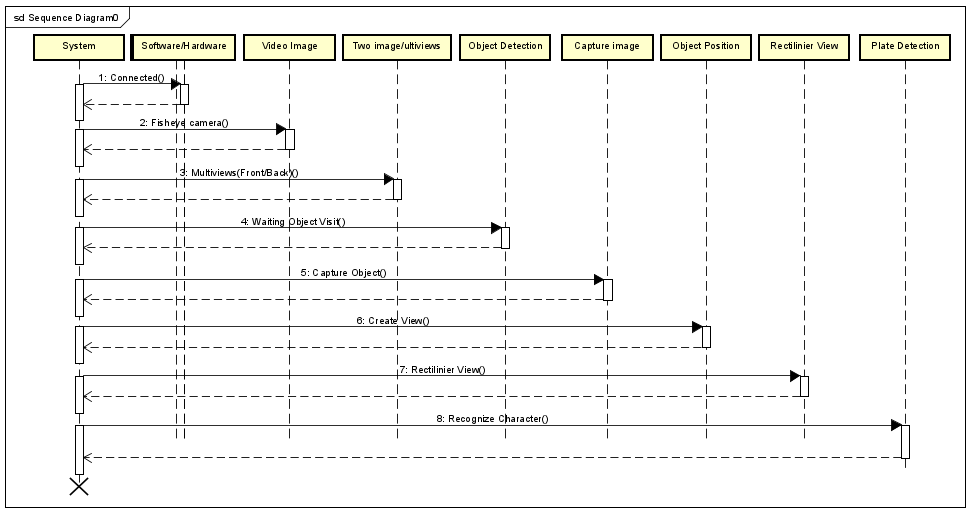 sd Sequence Diagram0
System
Software/Hardware
Video Image
Two image/ultiviews
Object Detection
Capture image
Object Position
Rectilinier View
Plate Detection
1: Connected()
2: Fisheye camera()
3: Multiviews(Front/Back)()
4: Waiting Object Visit()
5: Capture Object()
6: Create View()
7: Rectilinier View()
8: Recognize Character()